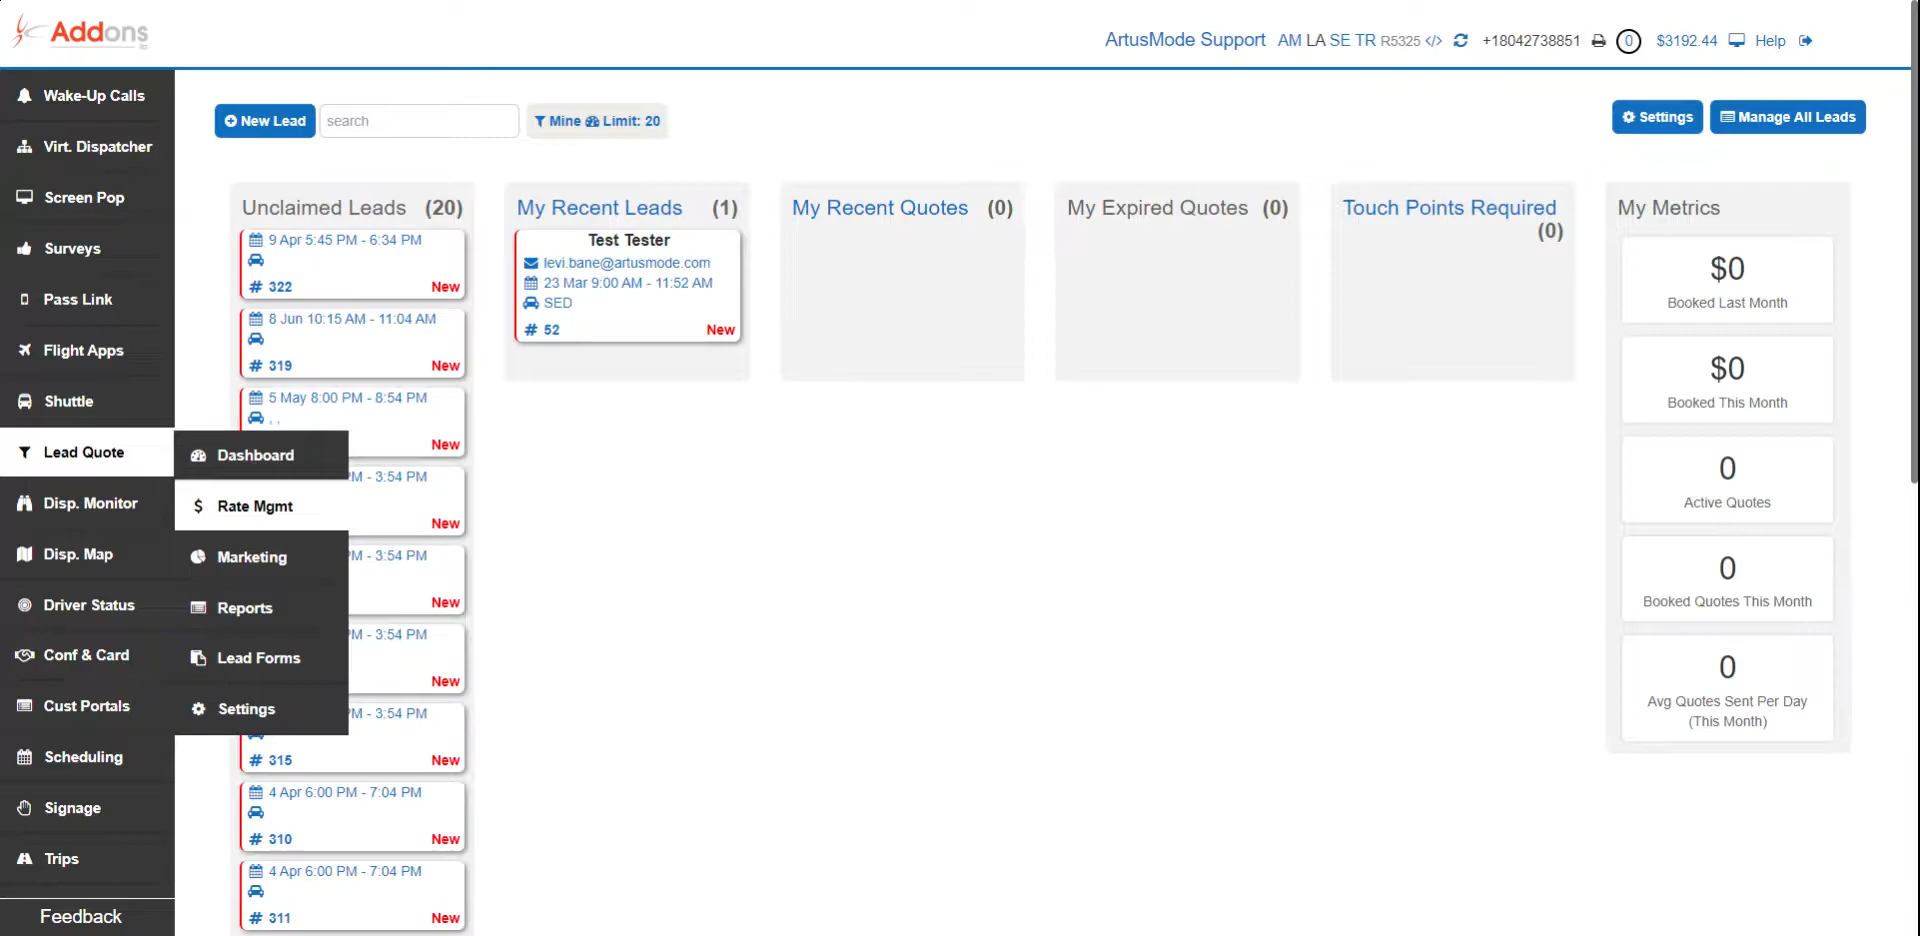 Addons
ArtusMode Support AM LA SE TR R5325 +18042738851 0 $3192.44 Help
Wake-Up Calls
Virt. Dispatcher
Screen Pop
Surveys
Pass Link
Flight Apps
Shuttle
Lead Quote
Disp. Monitor
Disp. Map
Driver Status
Conf & Card
Cust Portals
Scheduling
Signage
Trips
Feedback
Dashboard
$ Rate Mgmt
Marketing
Reports
Lead Forms
Settings
New Lead
search
Mine Limit: 20
Settings
Manage All Leads
Unclaimed Leads (20)
9 Apr 5:45 PM - 6:34 PM
# 322 New
8 Jun 10:15 AM - 11:04 AM
# 319 New
5 May 8:00 PM - 8:54 PM
New
M - 3:54 PM
New
M - 3:54 PM
New
M - 3:54 PM
New
M - 3:54 PM
# 315 New
4 Apr 6:00 PM - 7:04 PM
# 310 New
4 Apr 6:00 PM - 7:04 PM
# 311 New
My Recent Leads (1)
Test Tester
levi.bane@artusmode.com
23 Mar 9:00 AM - 11:52 AM
SED
# 52 New
My Recent Quotes (0)
My Expired Quotes (0)
Touch Points Required
(0)
My Metrics
$0
Booked Last Month
$0
Booked This Month
0
Active Quotes
0
Booked Quotes This Month
0
Avg Quotes Sent Per Day
(This Month)